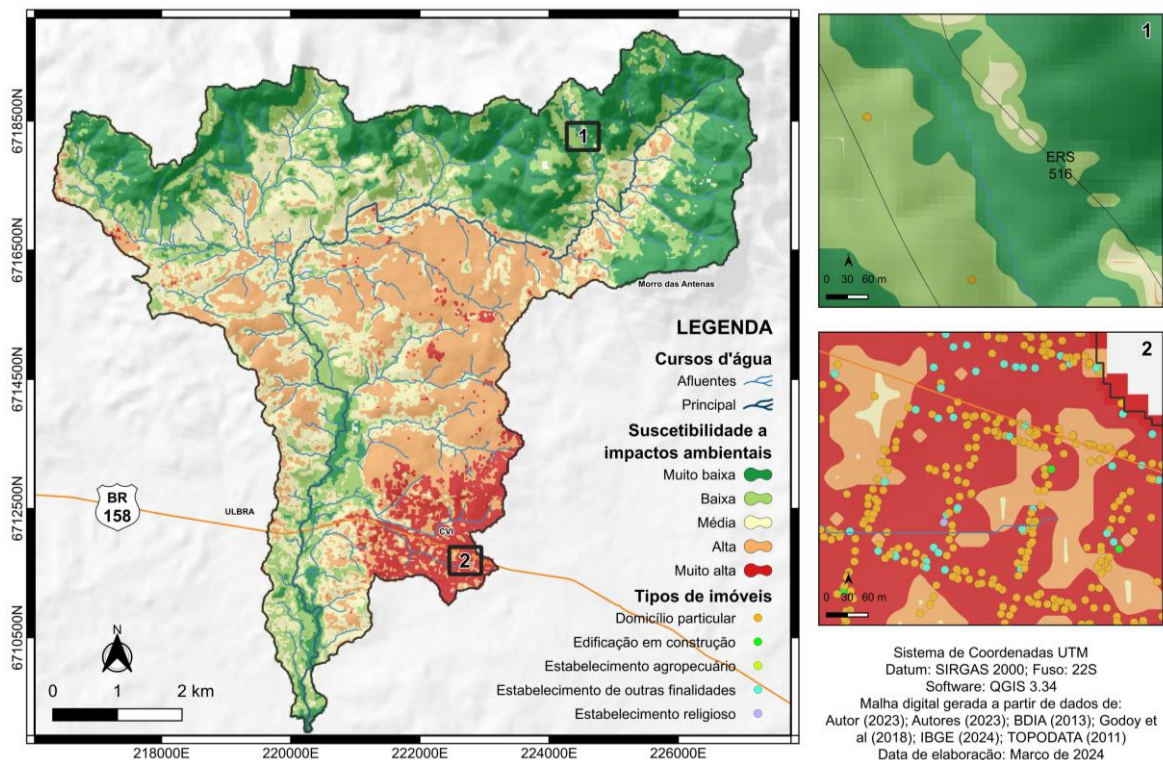 6718500N
6716500N
6714500N
6712500N
6710500N
218000E
220000E
222000E
224000E
226000E
1
Morro das Antenas
BR
158
ULBRA
CVI
2
N
0 1 2 km
LEGENDA
Cursos d'água
Afluentes
Principal
Suscetibilidade a
impactos ambientais
Muito baixa
Baixa
Média
Alta
Muito alta
Tipos de imóveis
Domicílio particular
Edificação em construção
Estabelecimento agropecuário
Estabelecimento de outras finalidades
Estabelecimento religioso
1
ERS
516
0 30 60 m
2
0 30 60 m
Sistema de Coordenadas UTM
Datum: SIRGAS 2000; Fuso: 22S
Software: QGIS 3.34
Malha digital gerada a partir de dados de:
Autor (2023); Autores (2023); BDIA (2013); Godoy et
al (2018); IBGE (2024); TOPODATA (2011)
Data de elaboração: Março de 2024